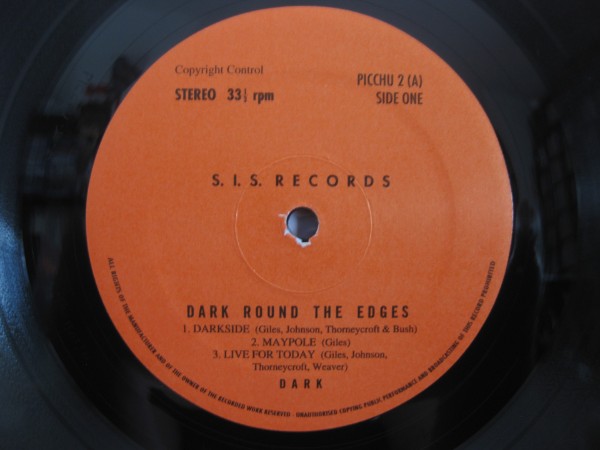 Copyright Control
PICCHU 2 (A)
STEREO 33⅓ rpm
SIDE ONE
S. I. S. RECORDS
DARK ROUND THE EDGES
1. DARKSIDE (Giles, Johnson, Thorneycroft & Bush)
2. MAYPOLE (Giles)
3. LIVE FOR TODAY (Giles, Johnson,
Thorneycroft, Weaver)
DARK
ALL RIGHTS OF THE MANUFACTURER AND BY THE OWNER OF THE RECORDED WORK RESERVED · UNAUTHORISED COPYING PUBLIC PERFORMANCE AND BROADCASTING OF THIS RECORD PROHIBITED